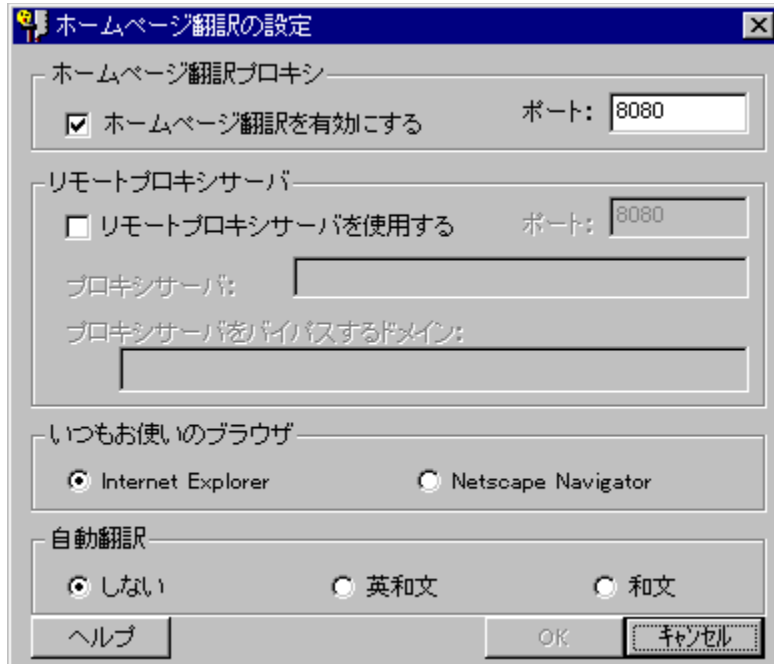 ホームページ翻訳の設定
ホームページ翻訳プロキシ
ホームページ翻訳を有効にする ポート: 8080
リモートプロキシサーバ
リモートプロキシサーバを使用する ポート: 8080
プロキシサーバ:
プロキシサーバをバイパスするドメイン:
いつもお使いのブラウザ
Internet Explorer Netscape Navigator
自動翻訳
しない 英和文 和文
ヘルプ OK キャンセル